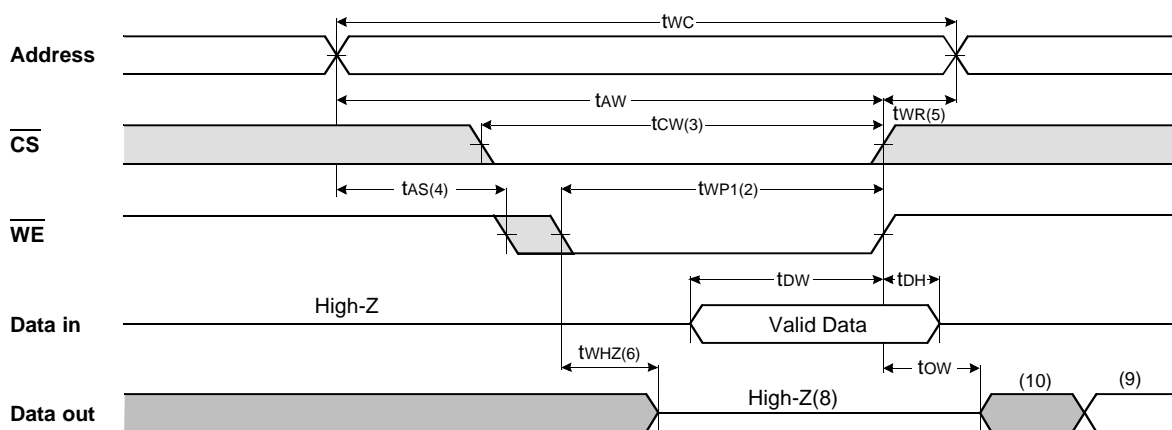 tWC
Address
tAW
tWR(5)
tCW(3)
CS
tAS(4)
tWP1(2)
WE
tDW
tDH
High-Z
Data in
Valid Data
tWHZ(6)
tOW
(10)
(9)
High-Z(8)
Data out